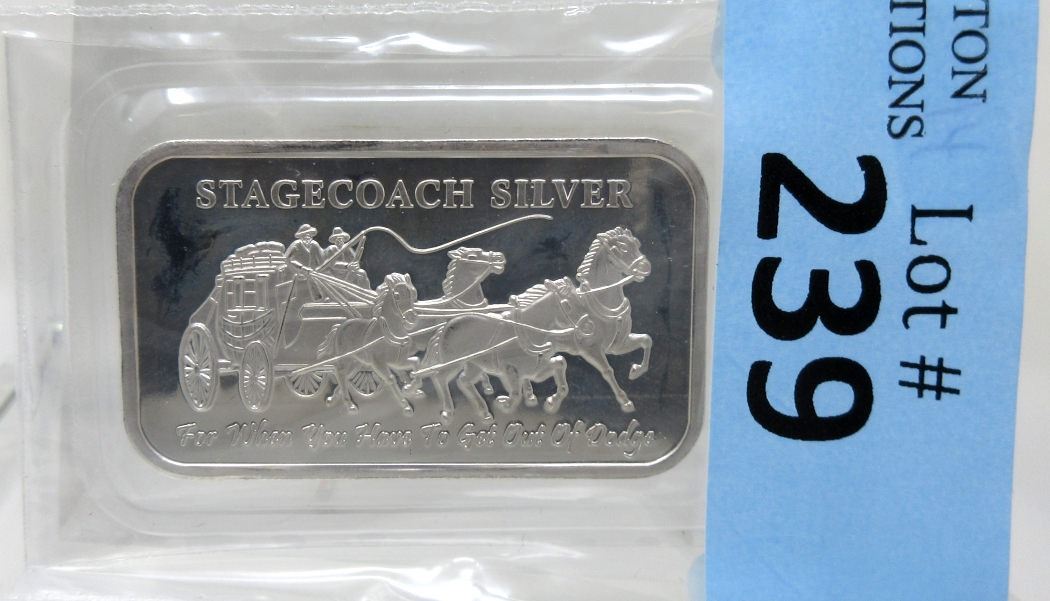 STAGECOACH SILVER
For When You Have To Get Out Of Dodge
TON
TIONS
Lot #
239